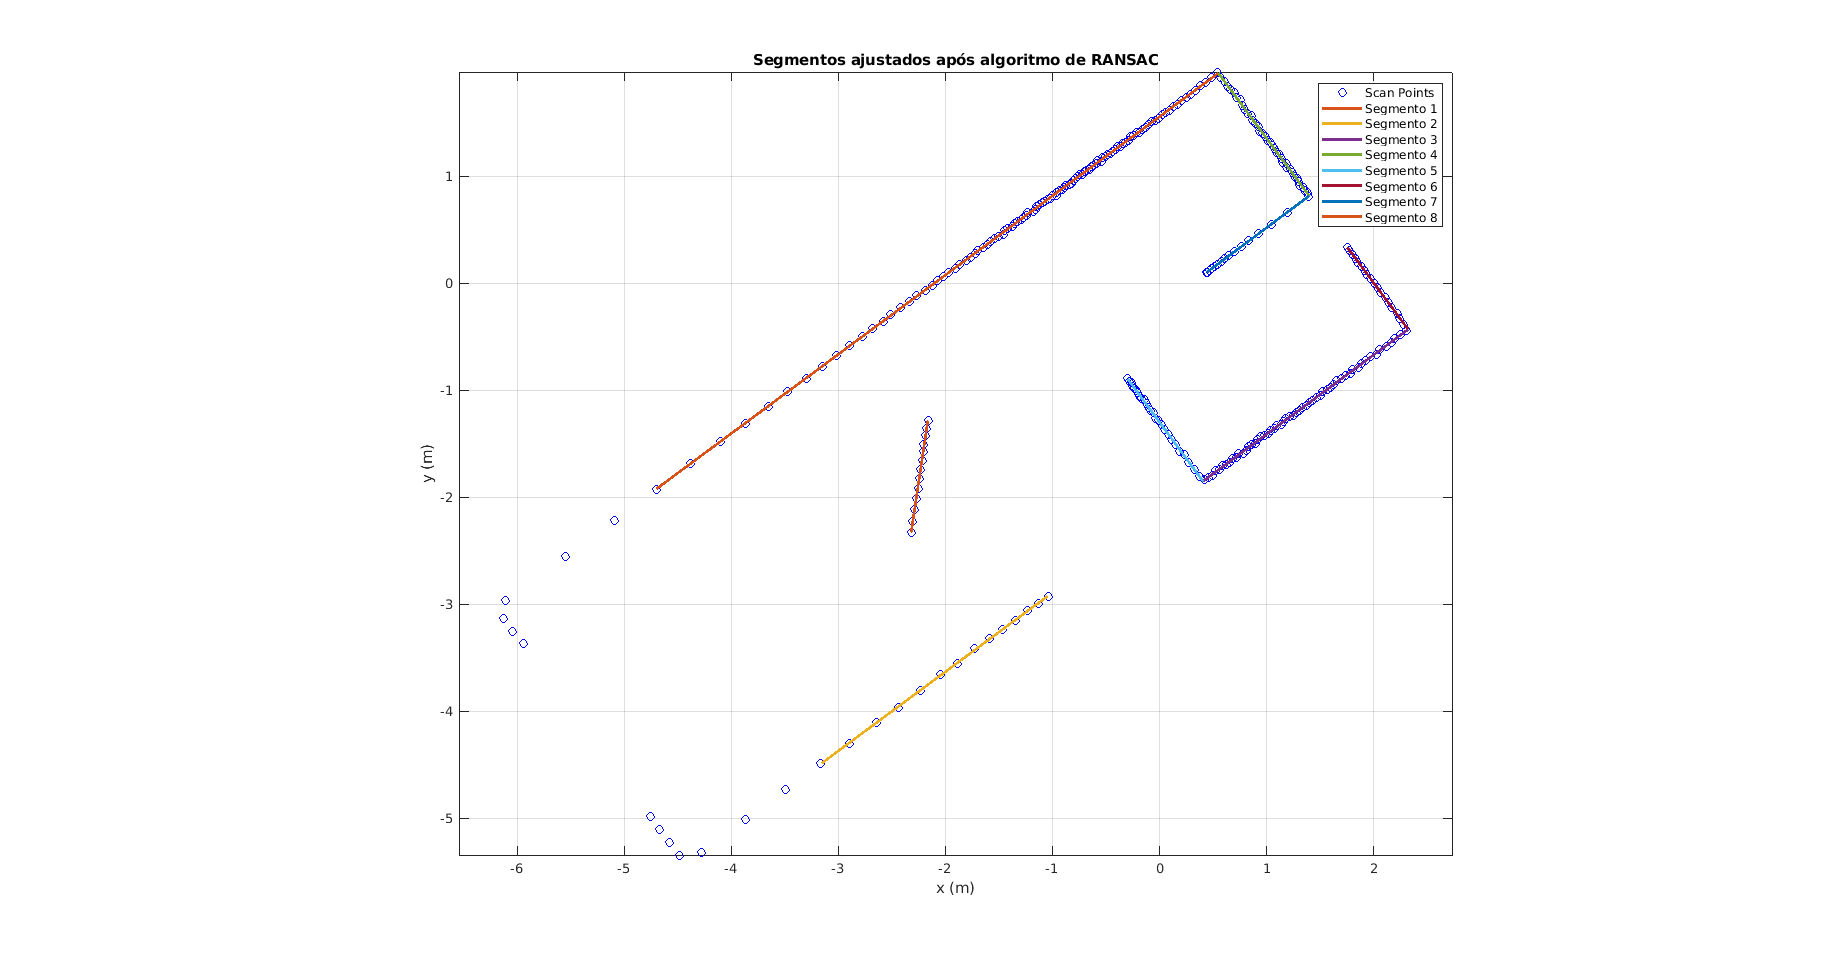 Segmentos ajustados após algoritmo de RANSAC
Scan Points
Segmento 1
Segmento 2
Segmento 3
Segmento 4
Segmento 5
Segmento 6
Segmento 7
Segmento 8
1
0
-1
-2
-3
-4
-5
y (m)
-6 -5 -4 -3 -2 -1 0 1 2
x (m)